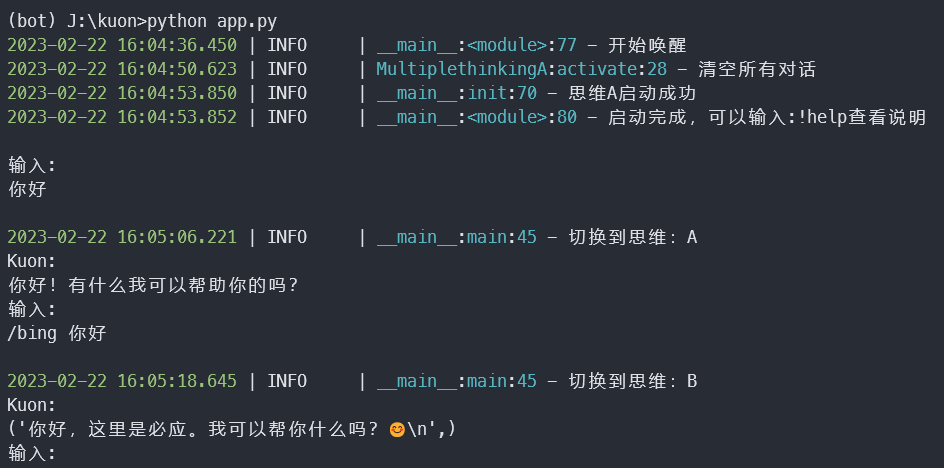 (bot) J:\kuon>python app.py
2023-02-22 16:04:36.450 | INFO     | __main__:<module>:77 - 开始唤醒
2023-02-22 16:04:50.623 | INFO     | MultiplethinkingA:activate:28 - 清空所有对话
2023-02-22 16:04:53.850 | INFO     | __main__:init:70 - 思维A启动成功
2023-02-22 16:04:53.852 | INFO     | __main__:<module>:80 - 启动完成，可以输入:!help查看说明
输入:
你好
2023-02-22 16:05:06.221 | INFO     | __main__:main:45 - 切换到思维：A
Kuon:
你好！有什么我可以帮助你的吗？
输入:
/bing 你好
2023-02-22 16:05:18.645 | INFO     | __main__:main:45 - 切换到思维：B
Kuon:
('你好，这里是必应。我可以帮你什么吗？😊\n',)
输入: